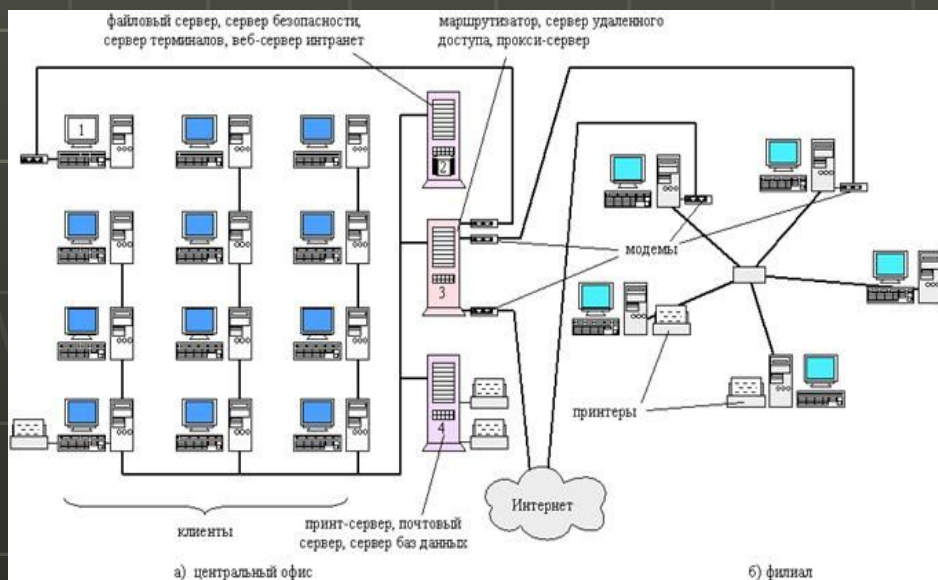 файловый сервер, сервер безопасности,
сервер терминалов, веб-сервер интранет
маршрутизатор, сервер удаленного
доступа, прокси-сервер
1
2
3
модемы
4
принтеры
Интернет
клиенты
принт-сервер, почтовый
сервер, сервер баз данных
а) центральный офис
б) филиал